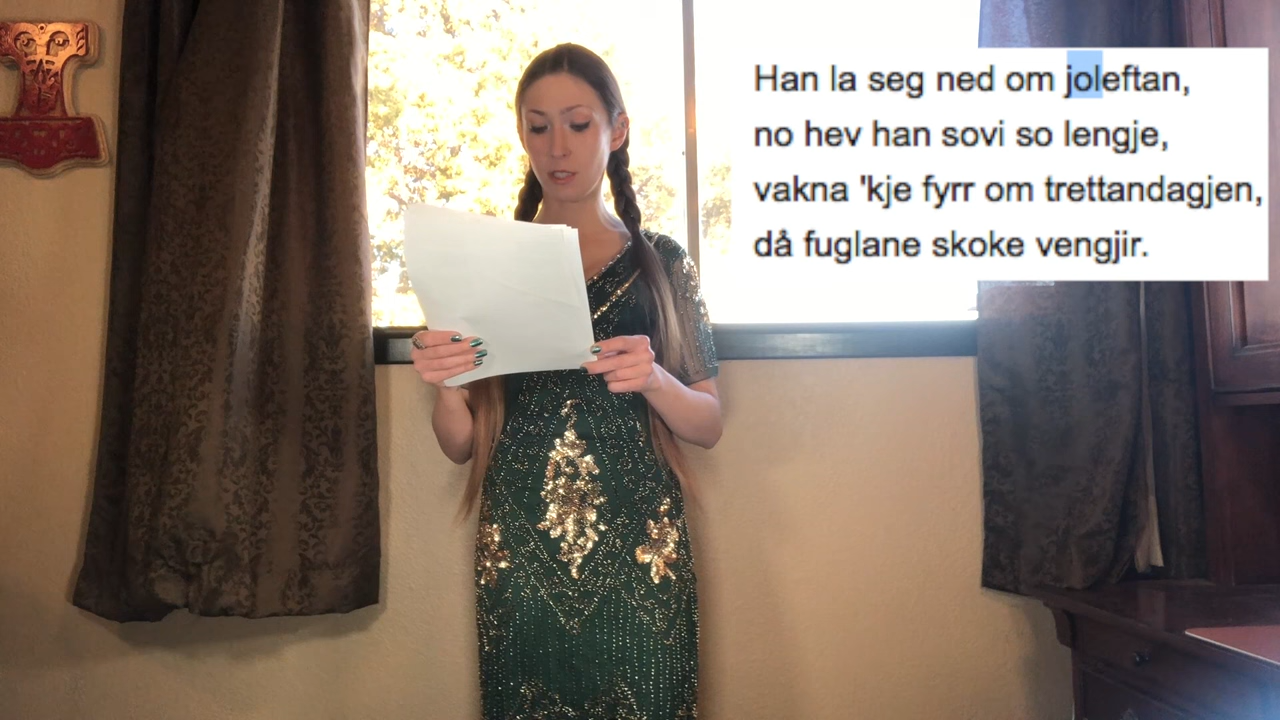 Han la seg ned om joleftan,
no hev han sovi so lengje,
vakna 'kje fyrr om trettandagjen,
då fuglane skoke vengjir.